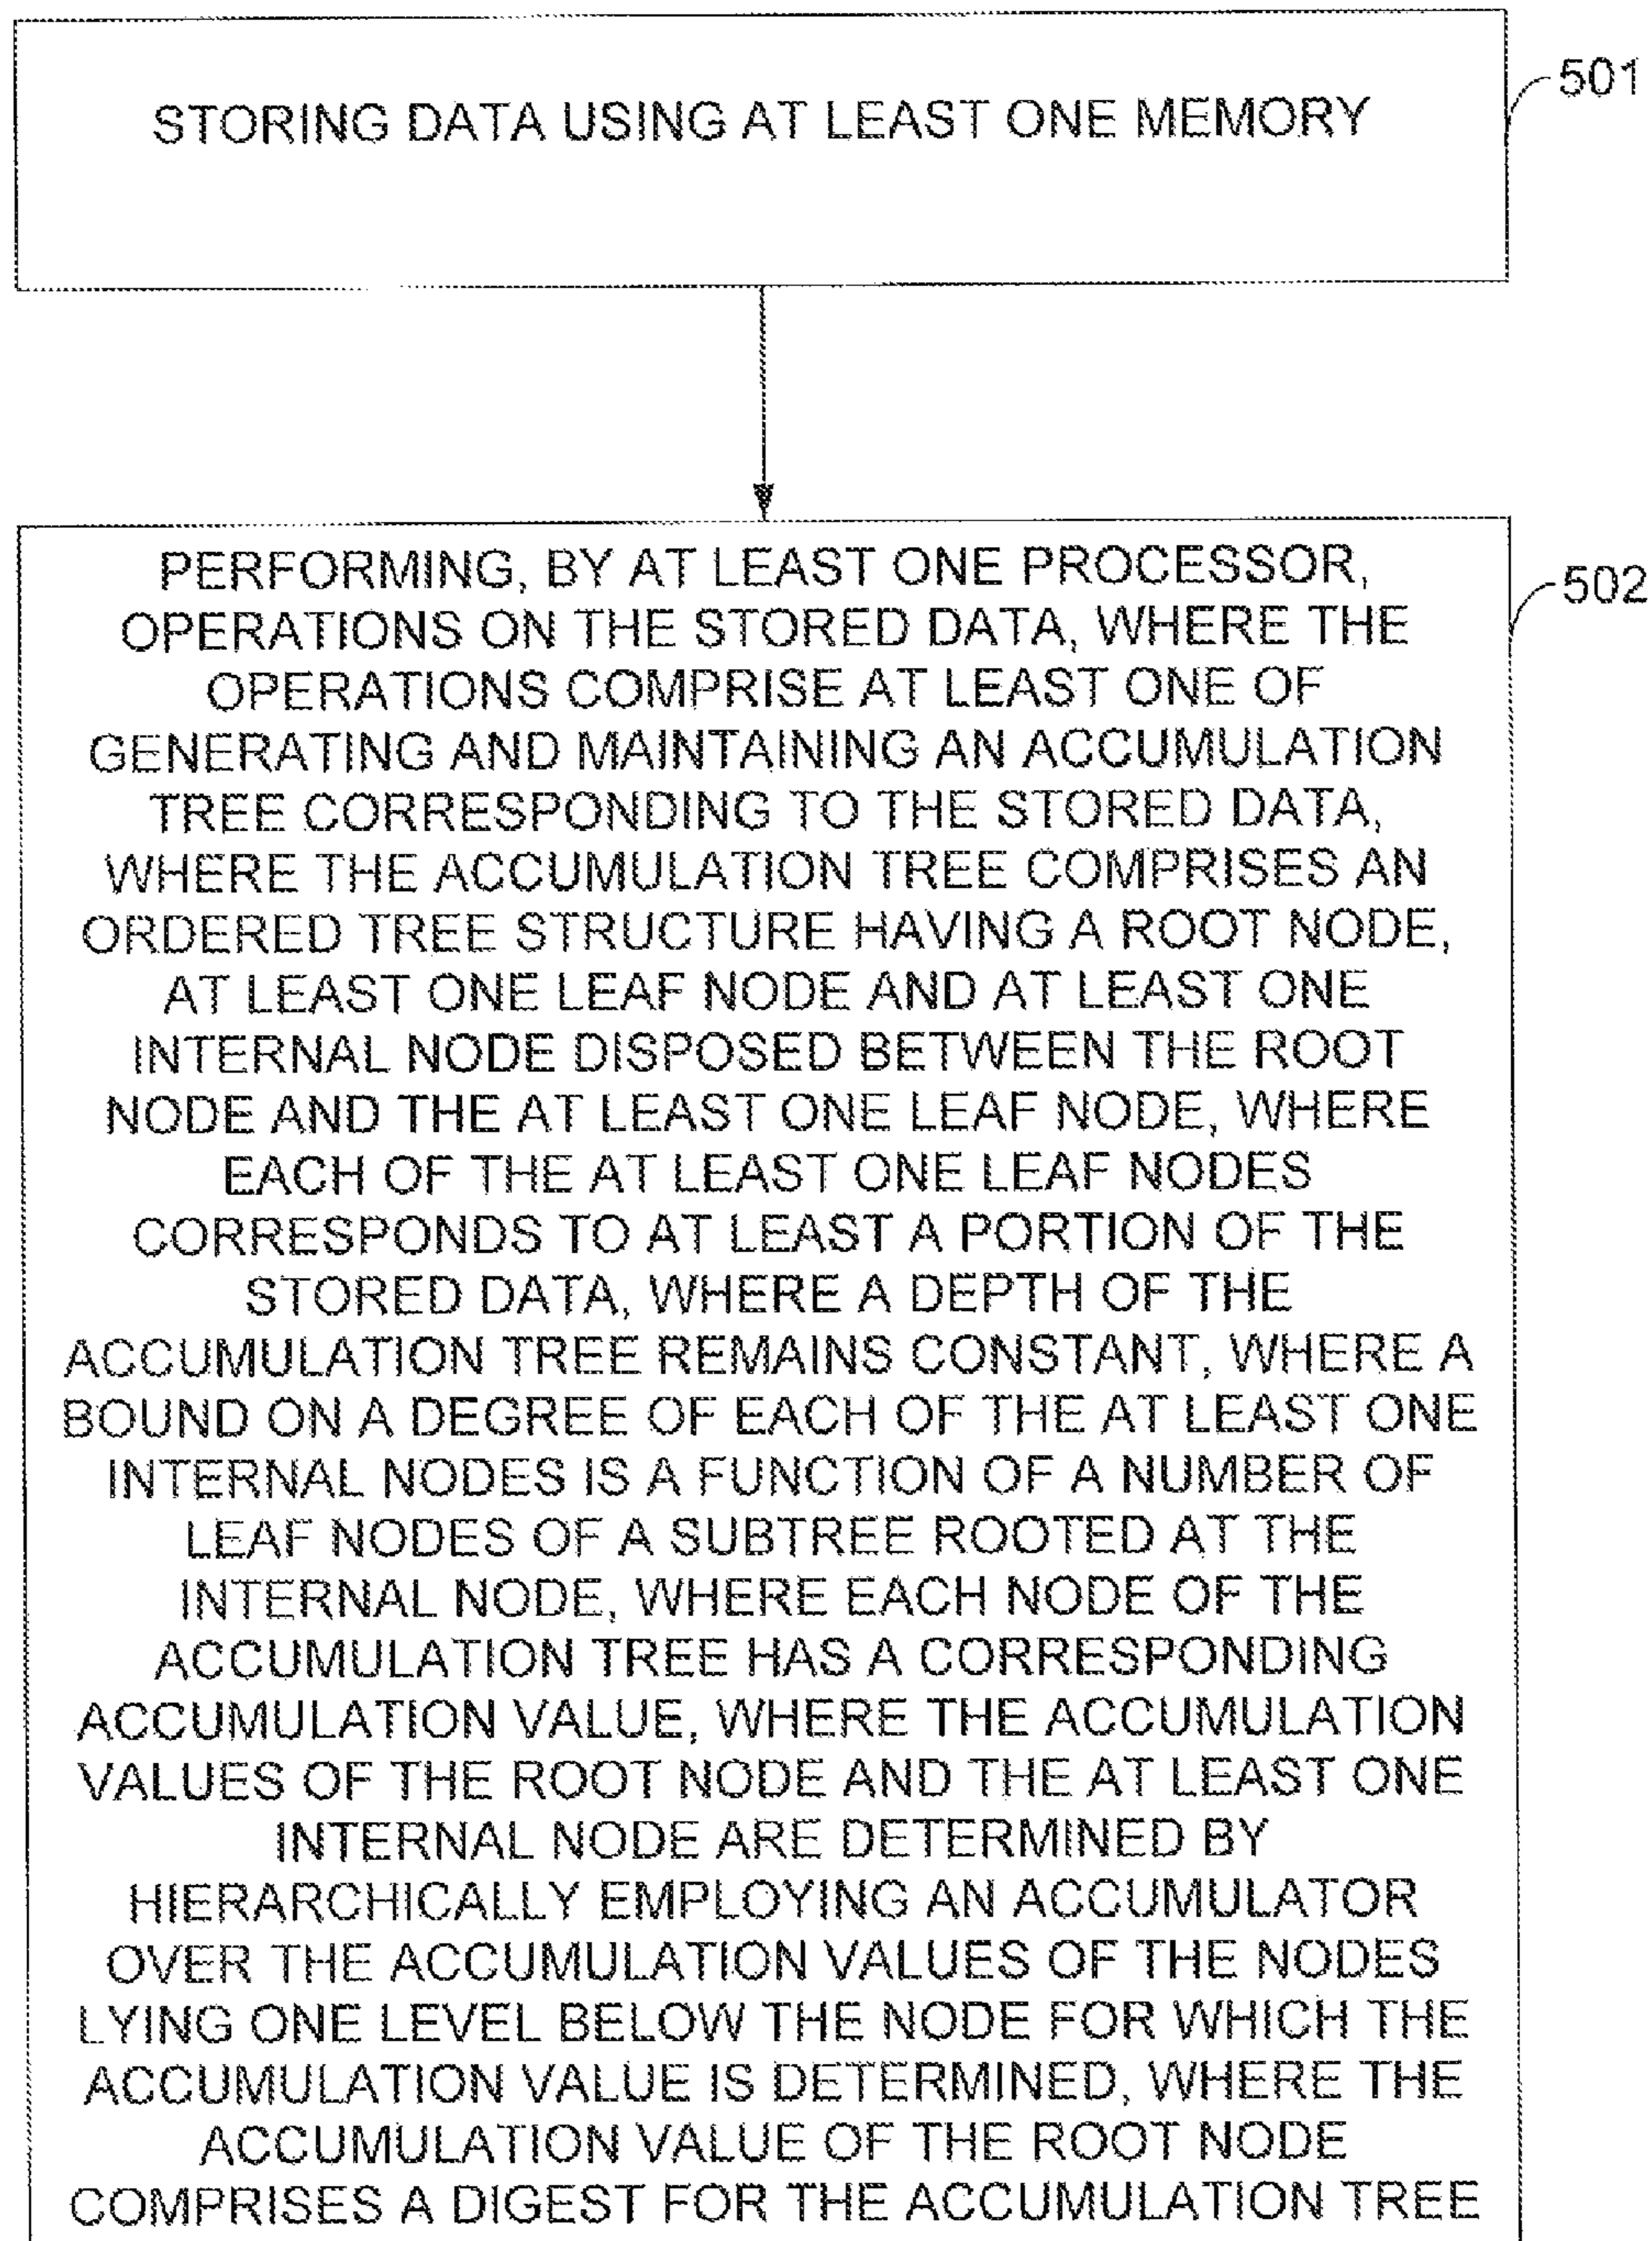 STORING DATA USING AT LEAST ONE MEMORY
501
PERFORMING, BY AT LEAST ONE PROCESSOR,
OPERATIONS ON THE STORED DATA, WHERE THE
OPERATIONS COMPRISE AT LEAST ONE OF
GENERATING AND MAINTAINING AN ACCUMULATION
TREE CORRESPONDING TO THE STORED DATA,
WHERE THE ACCUMULATION TREE COMPRISES AN
ORDERED TREE STRUCTURE HAVING A ROOT NODE,
AT LEAST ONE LEAF NODE AND AT LEAST ONE
INTERNAL NODE DISPOSED BETWEEN THE ROOT
NODE AND THE AT LEAST ONE LEAF NODE, WHERE
EACH OF THE AT LEAST ONE LEAF NODES
CORRESPONDS TO AT LEAST A PORTION OF THE
STORED DATA, WHERE A DEPTH OF THE
ACCUMULATION TREE REMAINS CONSTANT, WHERE A
BOUND ON A DEGREE OF EACH OF THE AT LEAST ONE
INTERNAL NODES IS A FUNCTION OF A NUMBER OF
LEAF NODES OF A SUBTREE ROOTED AT THE
INTERNAL NODE, WHERE EACH NODE OF THE
ACCUMULATION TREE HAS A CORRESPONDING
ACCUMULATION VALUE, WHERE THE ACCUMULATION
VALUES OF THE ROOT NODE AND THE AT LEAST ONE
INTERNAL NODE ARE DETERMINED BY
HIERARCHICALLY EMPLOYING AN ACCUMULATOR
OVER THE ACCUMULATION VALUES OF THE NODES
LYING ONE LEVEL BELOW THE NODE FOR WHICH THE
ACCUMULATION VALUE IS DETERMINED, WHERE THE
ACCUMULATION VALUE OF THE ROOT NODE
COMPRISES A DIGEST FOR THE ACCUMULATION TREE
502